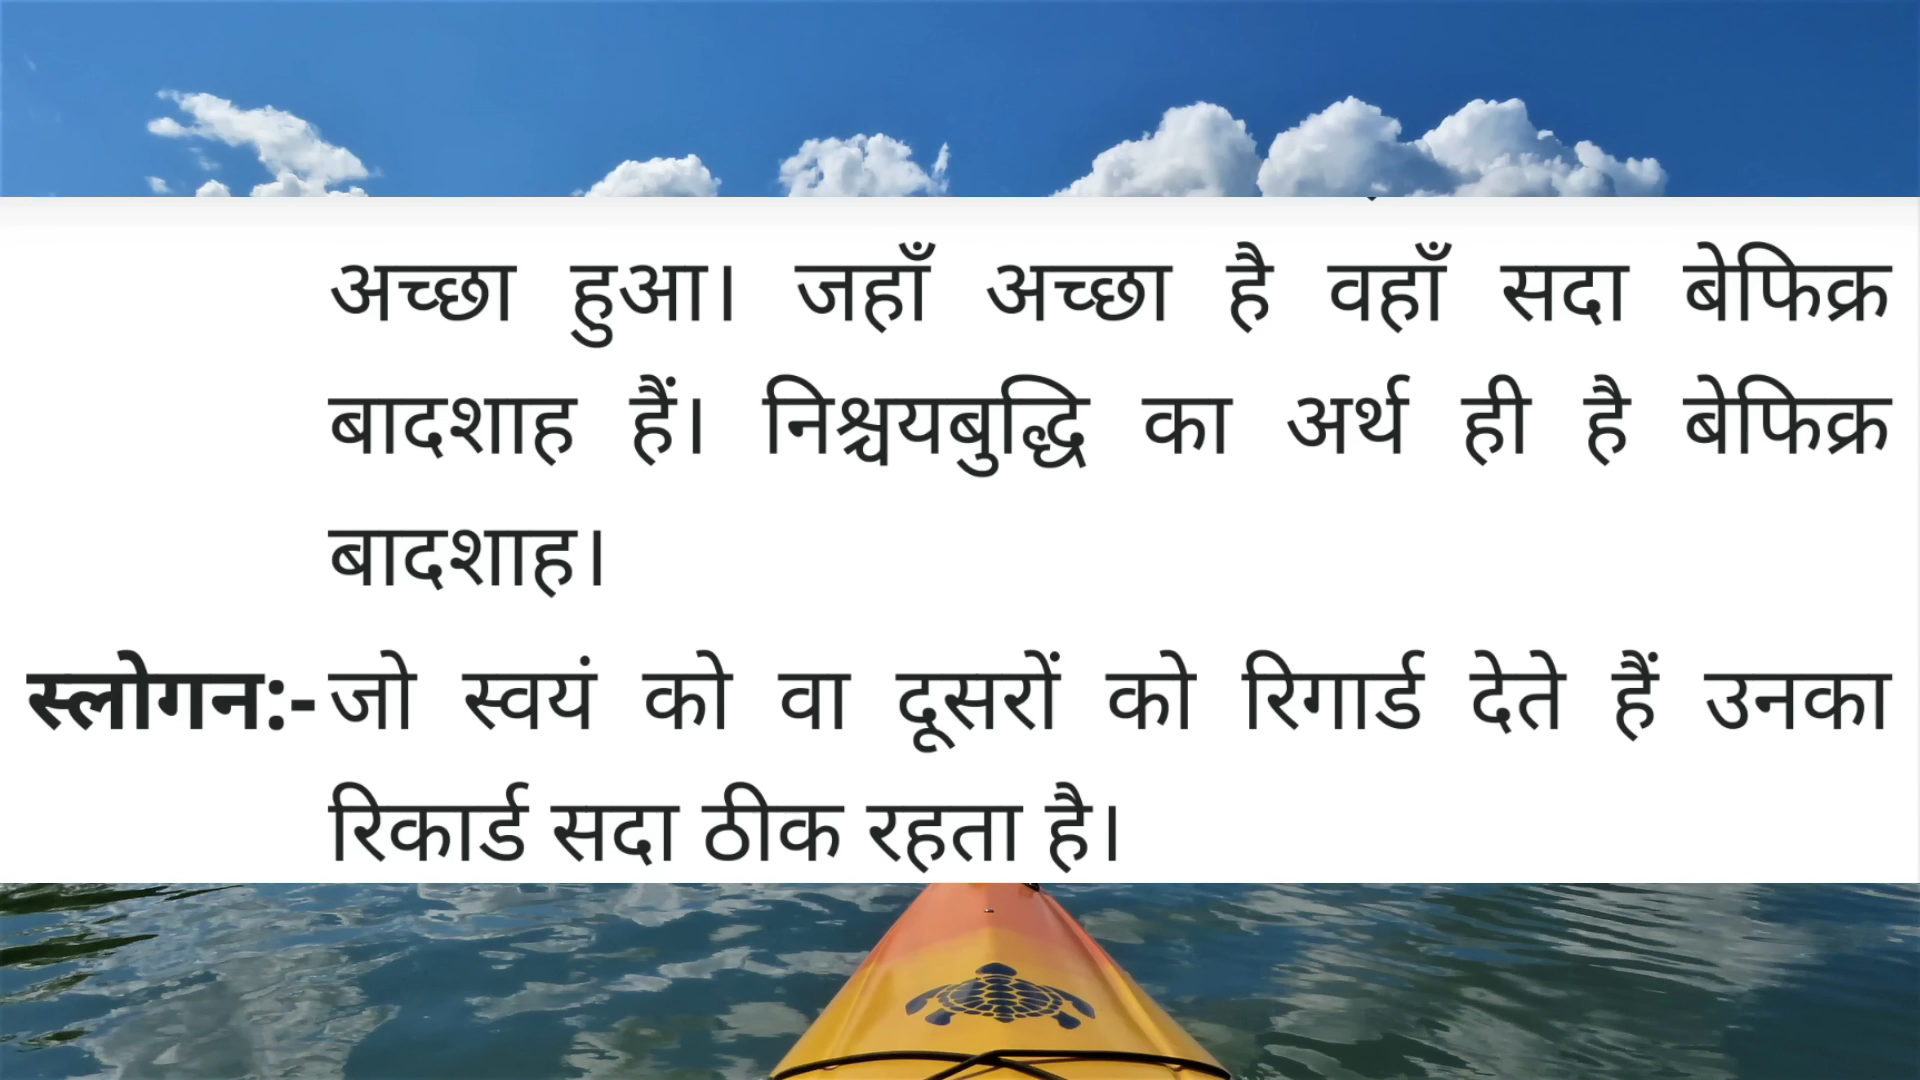 अच्छा हुआ। जहाँ अच्छा है वहाँ सदा बेफिक्र
बादशाह हैं। निश्चयबुद्धि का अर्थ ही है बेफिक्र
बादशाह।
स्लोगन:- जो स्वयं को वा दूसरों को रिगार्ड देते हैं उनका
रिकार्ड सदा ठीक रहता है।